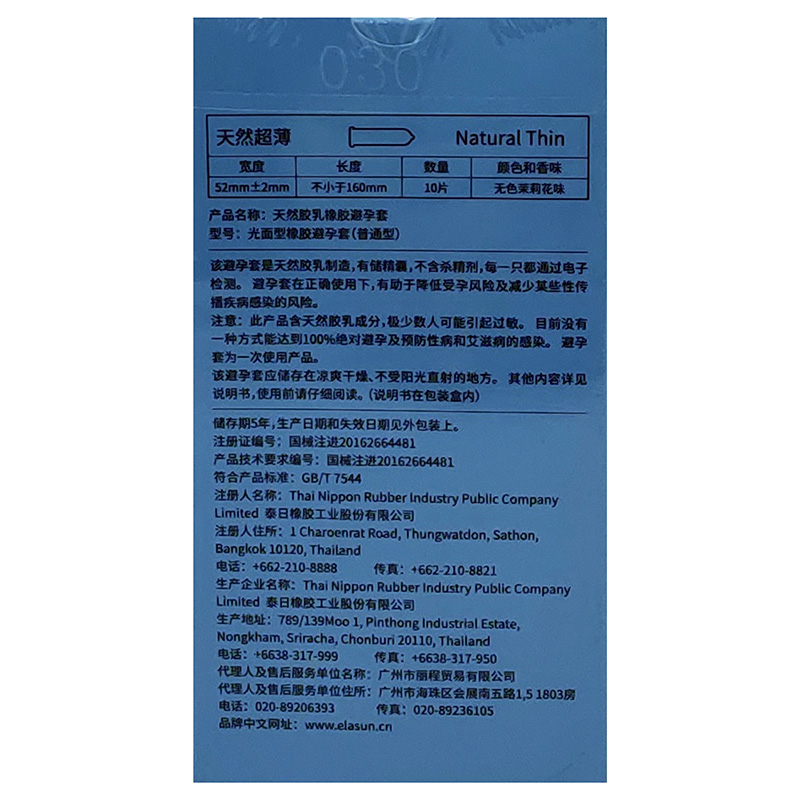 030
天然超薄 Natural Thin
宽度 长度 数量 颜色和香味
52mm±2mm 不小于160mm 10片 无色茉莉花味
产品名称：天然胶乳橡胶避孕套
型号：光面型橡胶避孕套（普通型）
该避孕套是天然胶乳制造，有储精囊，不含杀精剂，每一只都通过电子
检测。 避孕套在正确使用下，有助于降低受孕风险及减少某些性传
播疾病感染的风险。
注意：此产品含天然胶乳成分，极少数人可能引起过敏。 目前没有
一种方式能达到100%绝对避孕及预防性病和艾滋病的感染。 避孕
套为一次使用产品。
该避孕套应储存在凉爽干燥、不受阳光直射的地方。 其他内容详见
说明书，使用前请仔细阅读。（说明书在包装盒内）
储存期5年，生产日期和失效日期见外包装上。
注册证编号：国械注进20162664481
产品技术要求编号：国械注进20162664481
符合产品标准：GB/T 7544
注册人名称：Thai Nippon Rubber Industry Public Company
Limited 泰日橡胶工业股份有限公司
注册人住所：1 Charoenrat Road, Thungwatdon, Sathon,
Bangkok 10120, Thailand
电话：+662-210-8888 传真：+662-210-8821
生产企业名称：Thai Nippon Rubber Industry Public Company
Limited 泰日橡胶工业股份有限公司
生产地址：789/139Moo 1, Pinthong Industrial Estate,
Nongkham, Sriracha, Chonburi 20110, Thailand
电话：+6638-317-999 传真：+6638-317-950
代理人及售后服务单位名称：广州市丽程贸易有限公司
代理人及售后服务单位住所：广州市海珠区会展南五路1,5 1803房
电话：020-89206393 传真：020-89236105
品牌中文网址：www.elasun.cn